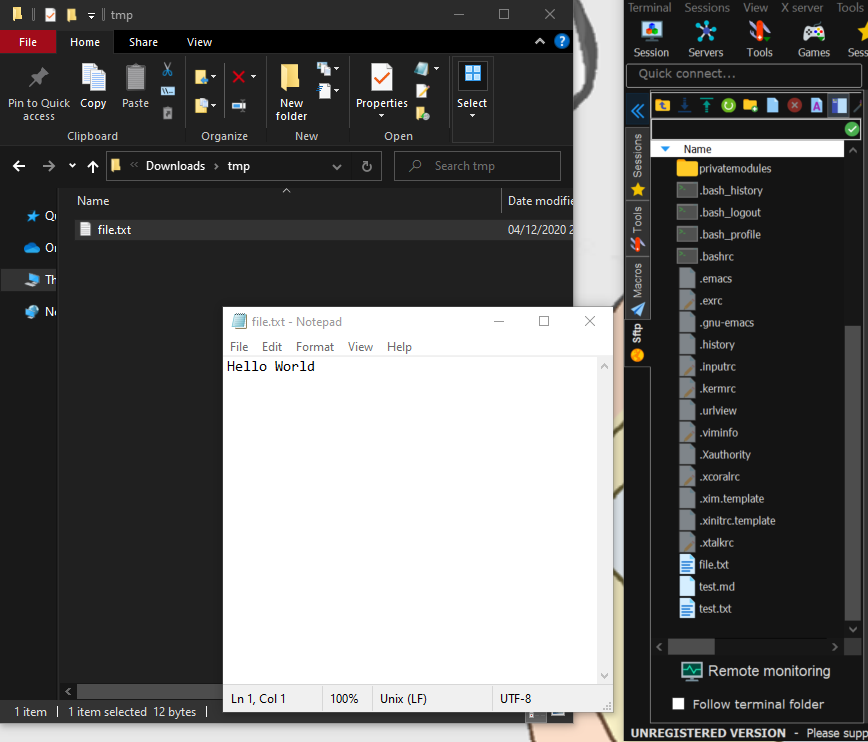 tmp
File Home Share View
Pin to Quick access
Copy
Paste
New folder
Properties
Select
Clipboard Organize New Open
Downloads tmp
Search tmp
Name Date modifie
file.txt 04/12/2020 2
Qu
On
Th
Ne
1 item 1 item selected 12 bytes
file.txt - Notepad
File Edit Format View Help
Hello World
Ln 1, Col 1 100% Unix (LF) UTF-8
Terminal Sessions View X server Tools
Session Servers Tools Games Sess
Quick connect...
Sessions
Tools
Macros
Sftp
Name
privatemodules
.bash_history
.bash_logout
.bash_profile
.bashrc
.emacs
.exrc
.gnu-emacs
.history
.inputrc
.kermrc
.urlview
.viminfo
.Xauthority
.xcoralrc
.xim.template
.xinitrc.template
.xtalkrc
file.txt
test.md
test.txt
Remote monitoring
Follow terminal folder
UNREGISTERED VERSION - Please supp